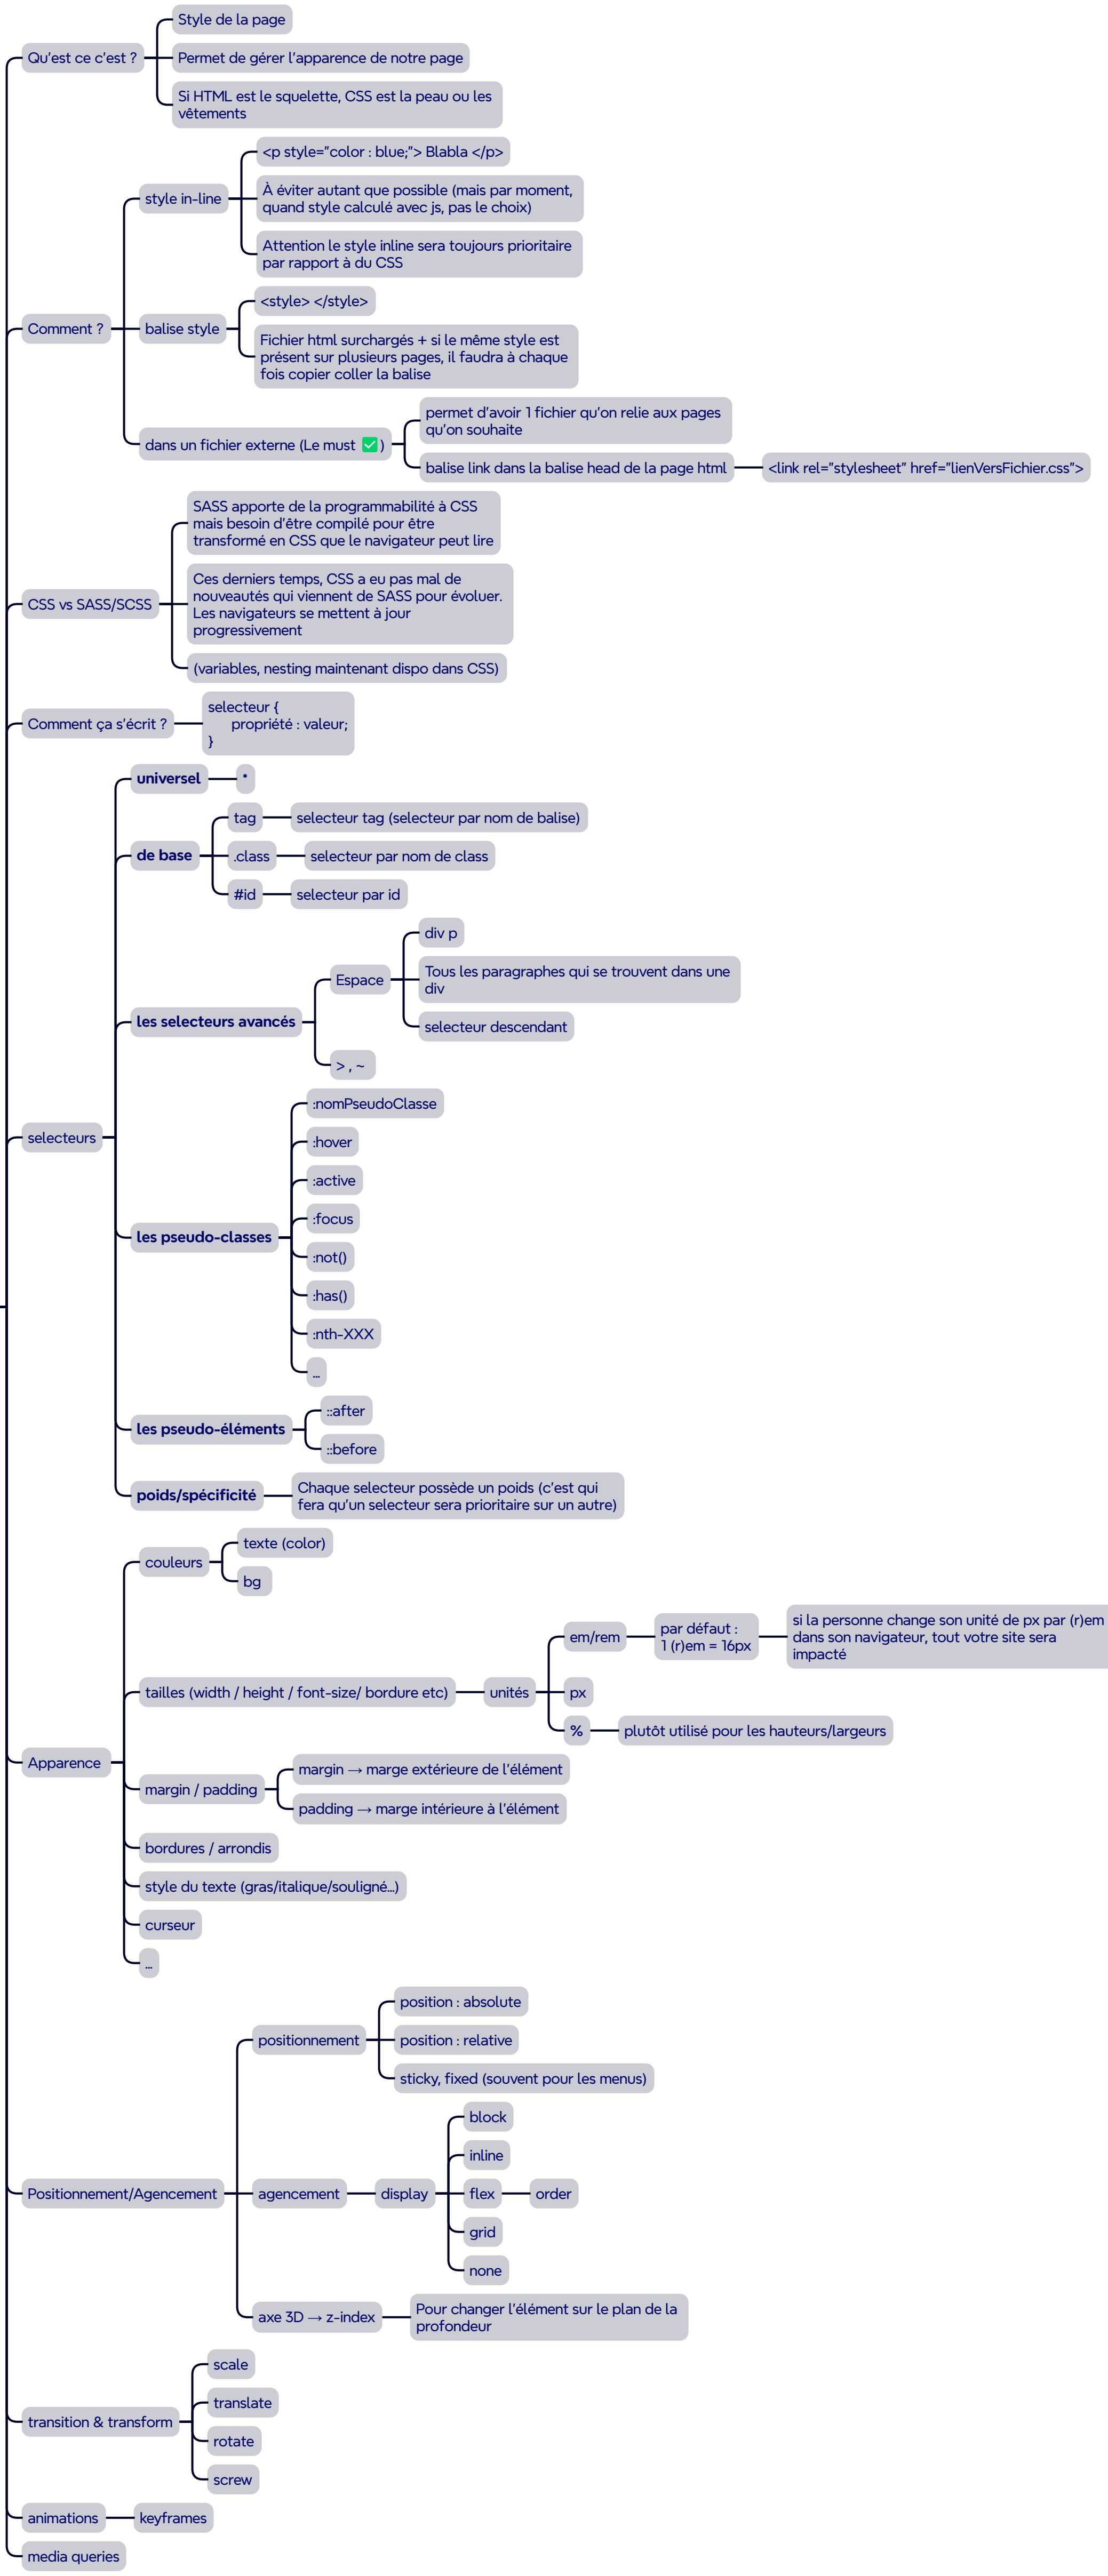 Qu'est ce c'est ?
Style de la page
Permet de gérer l'apparence de notre page
Si HTML est le squelette, CSS est la peau ou les
vêtements
Comment ?
style in-line
<p style="color : blue;"> Blabla </p>
À éviter autant que possible (mais par moment,
quand style calculé avec js, pas le choix)
Attention le style inline sera toujours prioritaire
par rapport à du CSS
balise style
<style> </style>
Fichier html surchargés + si le même style est
présent sur plusieurs pages, il faudra à chaque
fois copier coller la balise
dans un fichier externe (Le must ✅)
permet d'avoir 1 fichier qu'on relie aux pages
qu'on souhaite
balise link dans la balise head de la page html
<link rel="stylesheet" href="lienVersFichier.css">
CSS vs SASS/SCSS
SASS apporte de la programmabilité à CSS
mais besoin d'être compilé pour être
transformé en CSS que le navigateur peut lire
Ces derniers temps, CSS a eu pas mal de
nouveautés qui viennent de SASS pour évoluer.
Les navigateurs se mettent à jour
progressivement
(variables, nesting maintenant dispo dans CSS)
Comment ça s'écrit ?
selecteur {
propriété : valeur;
}
selecteurs
universel
*
de base
tag
selecteur tag (selecteur par nom de balise)
.class
selecteur par nom de class
#id
selecteur par id
les selecteurs avancés
Espace
div p
Tous les paragraphes qui se trouvent dans une
div
selecteur descendant
> , ~
les pseudo-classes
:nomPseudoClasse
:hover
:active
:focus
:not()
:has()
:nth-XXX
...
les pseudo-éléments
::after
::before
poids/spécificité
Chaque selecteur possède un poids (c'est qui
fera qu'un selecteur sera prioritaire sur un autre)
Apparence
couleurs
texte (color)
bg
tailles (width / height / font-size/ bordure etc)
unités
em/rem
par défaut :
1 (r)em = 16px
si la personne change son unité de px par (r)em
dans son navigateur, tout votre site sera
impacté
px
%
plutôt utilisé pour les hauteurs/largeurs
margin / padding
margin → marge extérieure de l'élément
padding → marge intérieure à l'élément
bordures / arrondis
style du texte (gras/italique/souligné...)
curseur
...
Positionnement/Agencement
positionnement
position : absolute
position : relative
sticky, fixed (souvent pour les menus)
agencement
display
block
inline
flex
order
grid
none
axe 3D → z-index
Pour changer l'élément sur le plan de la
profondeur
transition & transform
scale
translate
rotate
screw
animations
keyframes
media queries